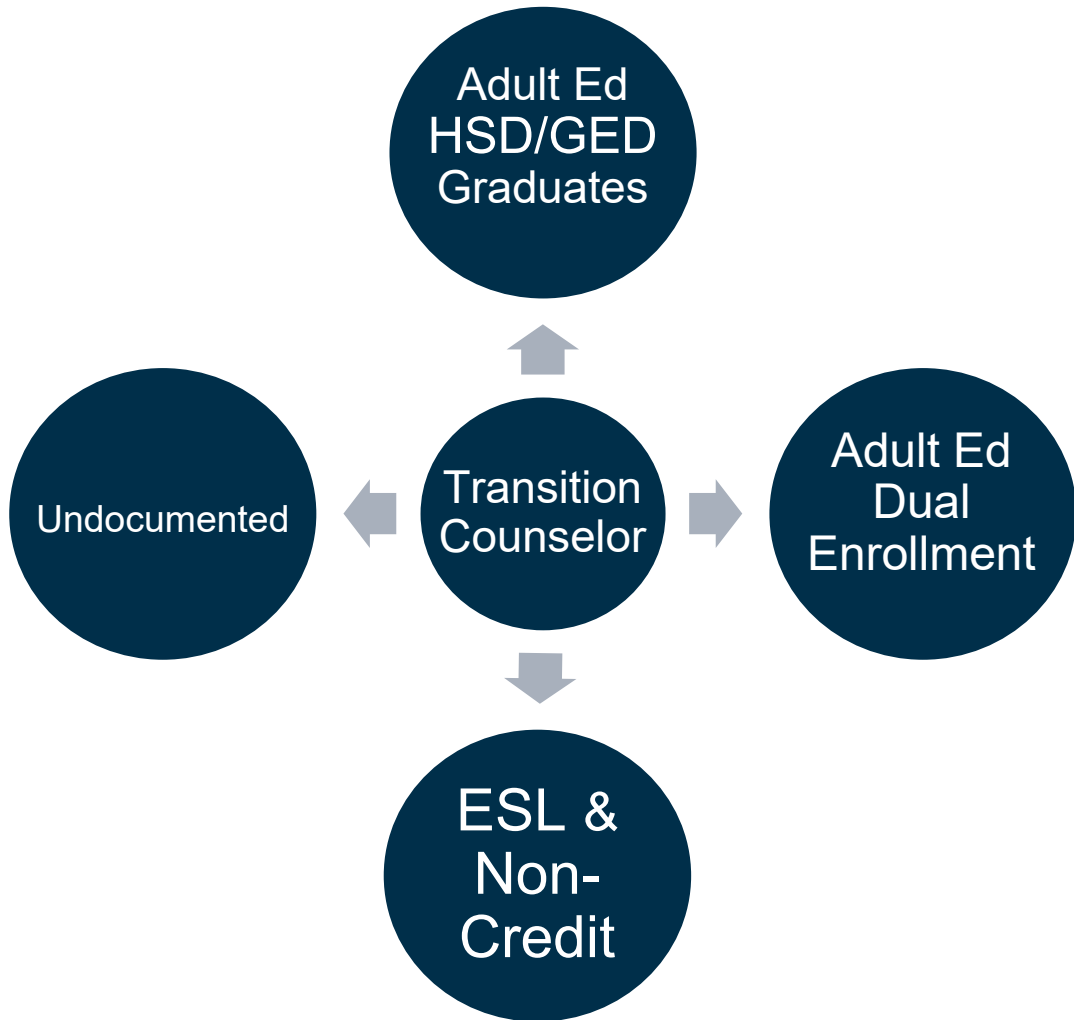 Adult Ed
HSD/GED
Graduates
Undocumented
Transition
Counselor
Adult Ed
Dual
Enrollment
ESL &
Non-
Credit